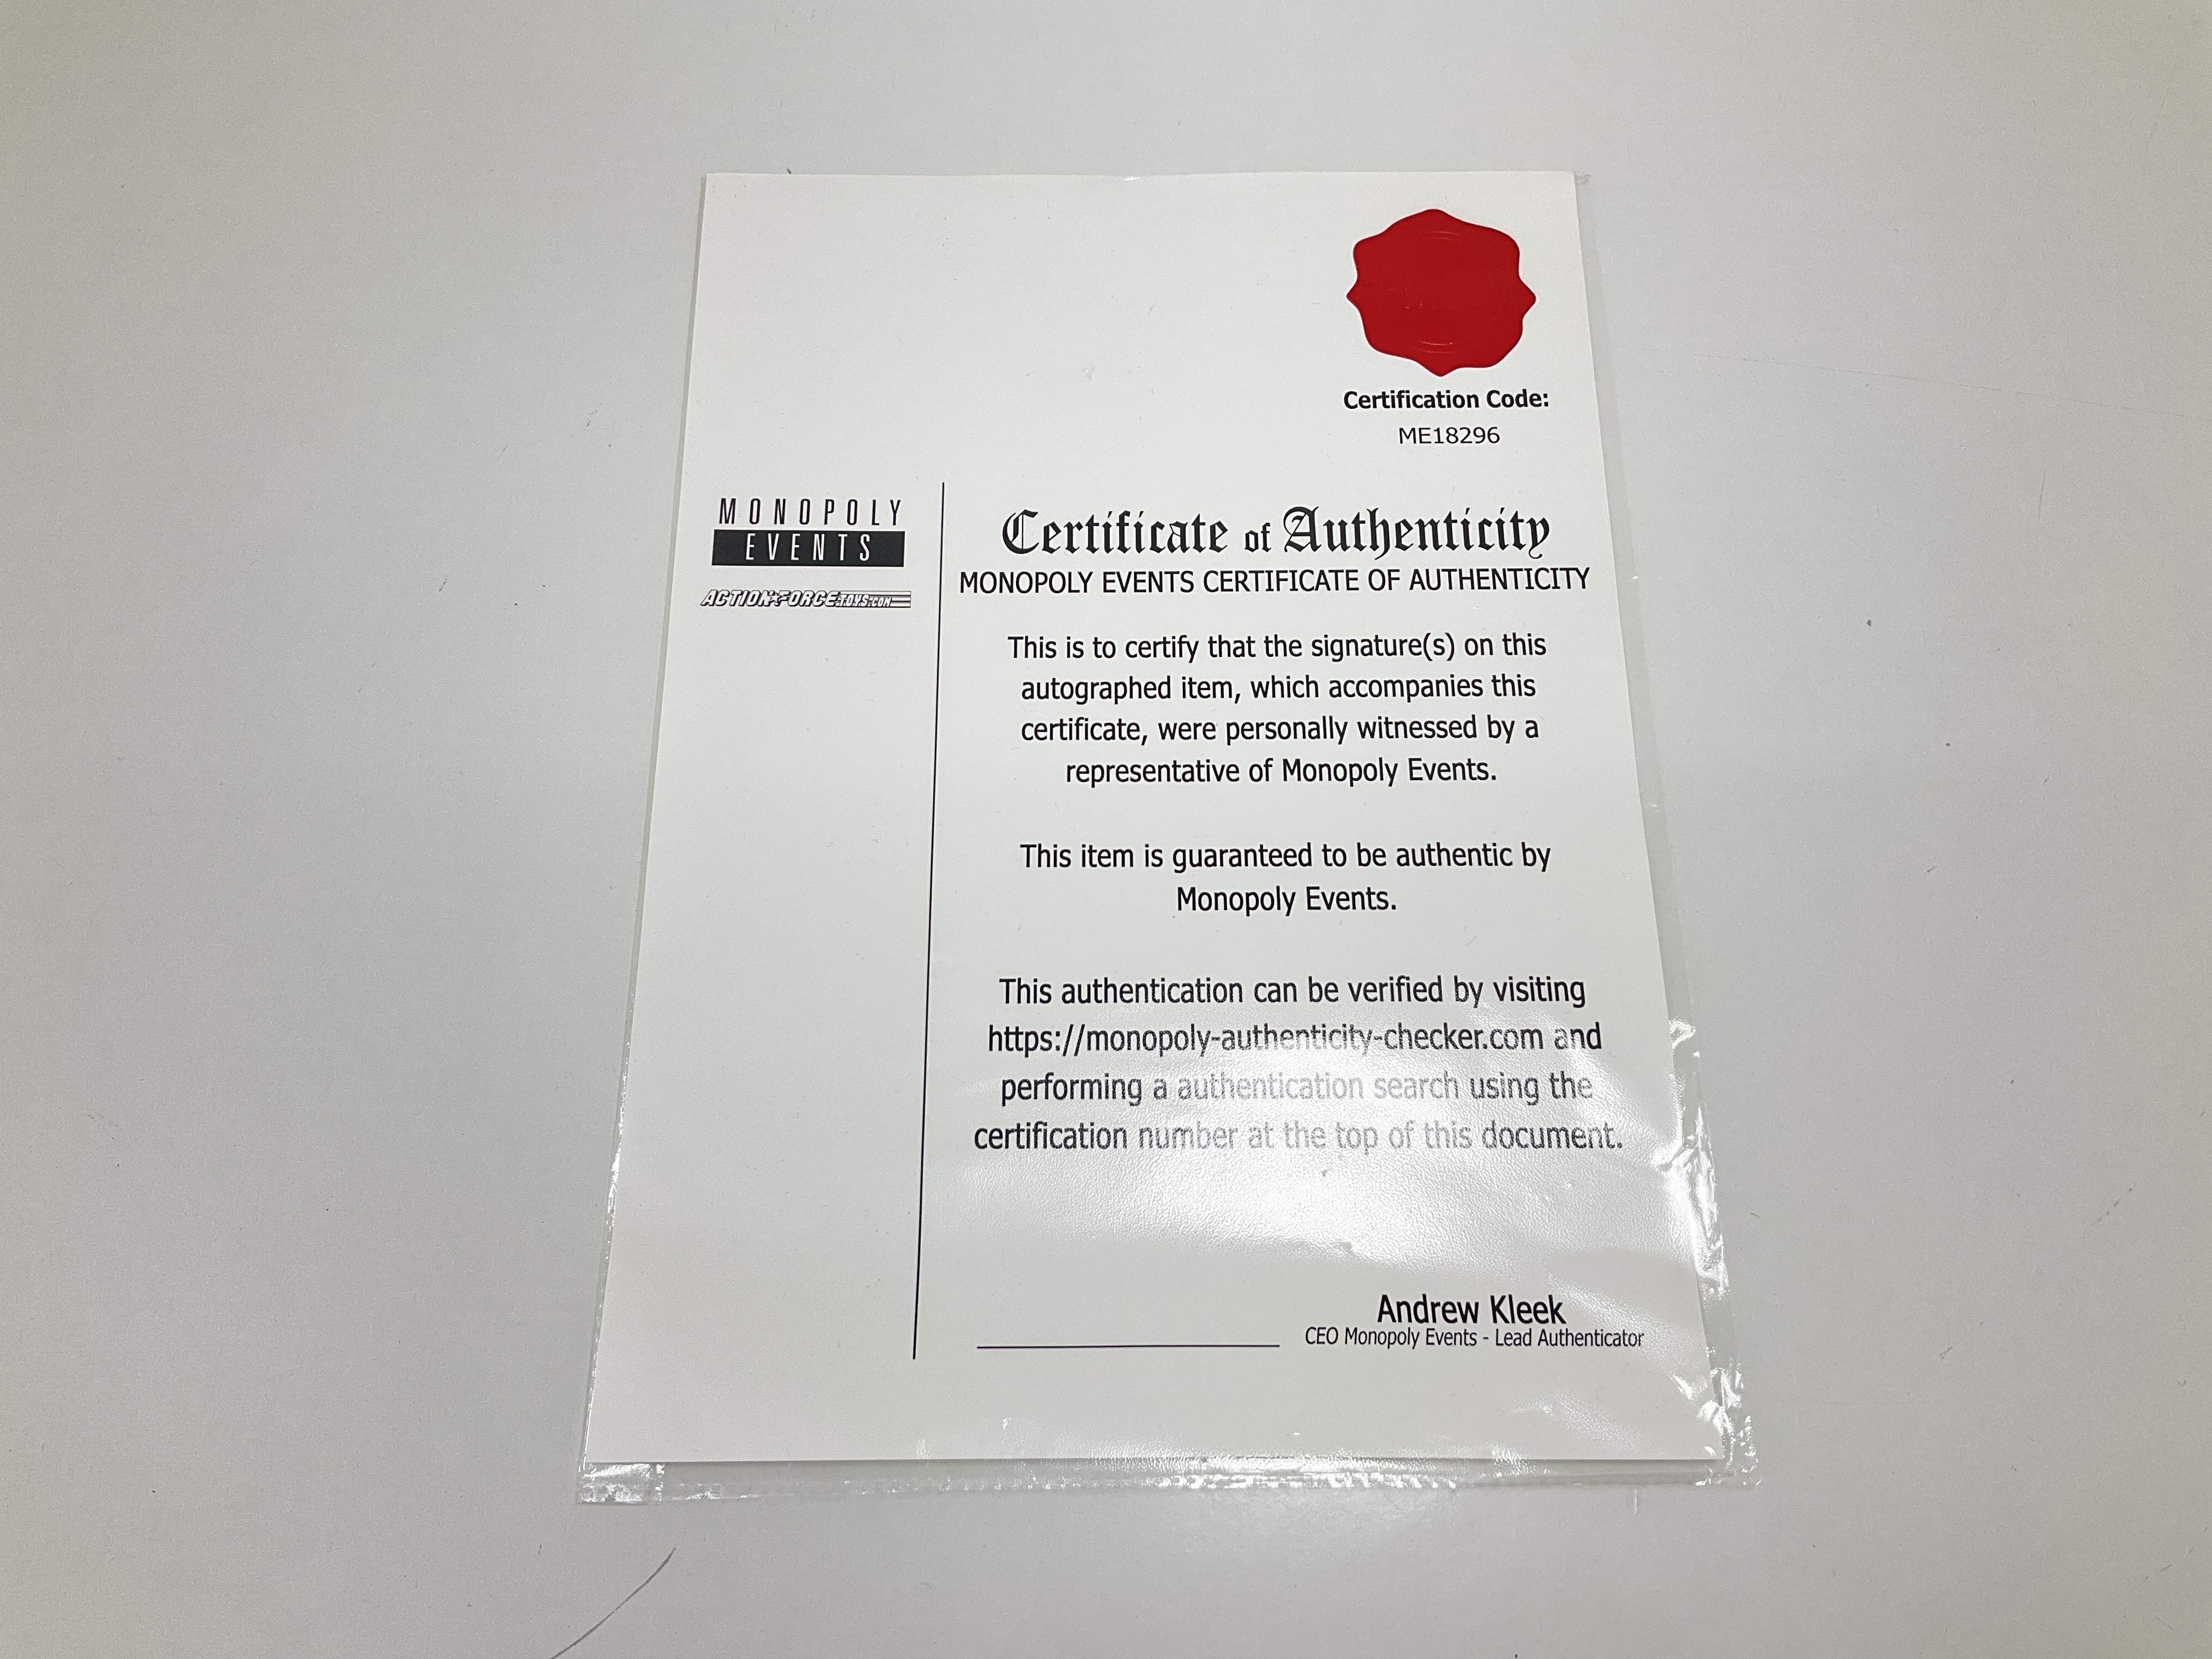 Certification Code:
ME18296
MONOPOLY
EVENTS
ACTION FORCE TOYS.COM
Certificate of Authenticity
MONOPOLY EVENTS CERTIFICATE OF AUTHENTICITY
This is to certify that the signature(s) on this
autographed item, which accompanies this
certificate, were personally witnessed by a
representative of Monopoly Events.
This item is guaranteed to be authentic by
Monopoly Events.
This authentication can be verified by visiting
https://monopoly-authenticity-checker.com and
performing a authentication search using the
certification number at the top of this document.
Andrew Kleek
CEO Monopoly Events - Lead Authenticator